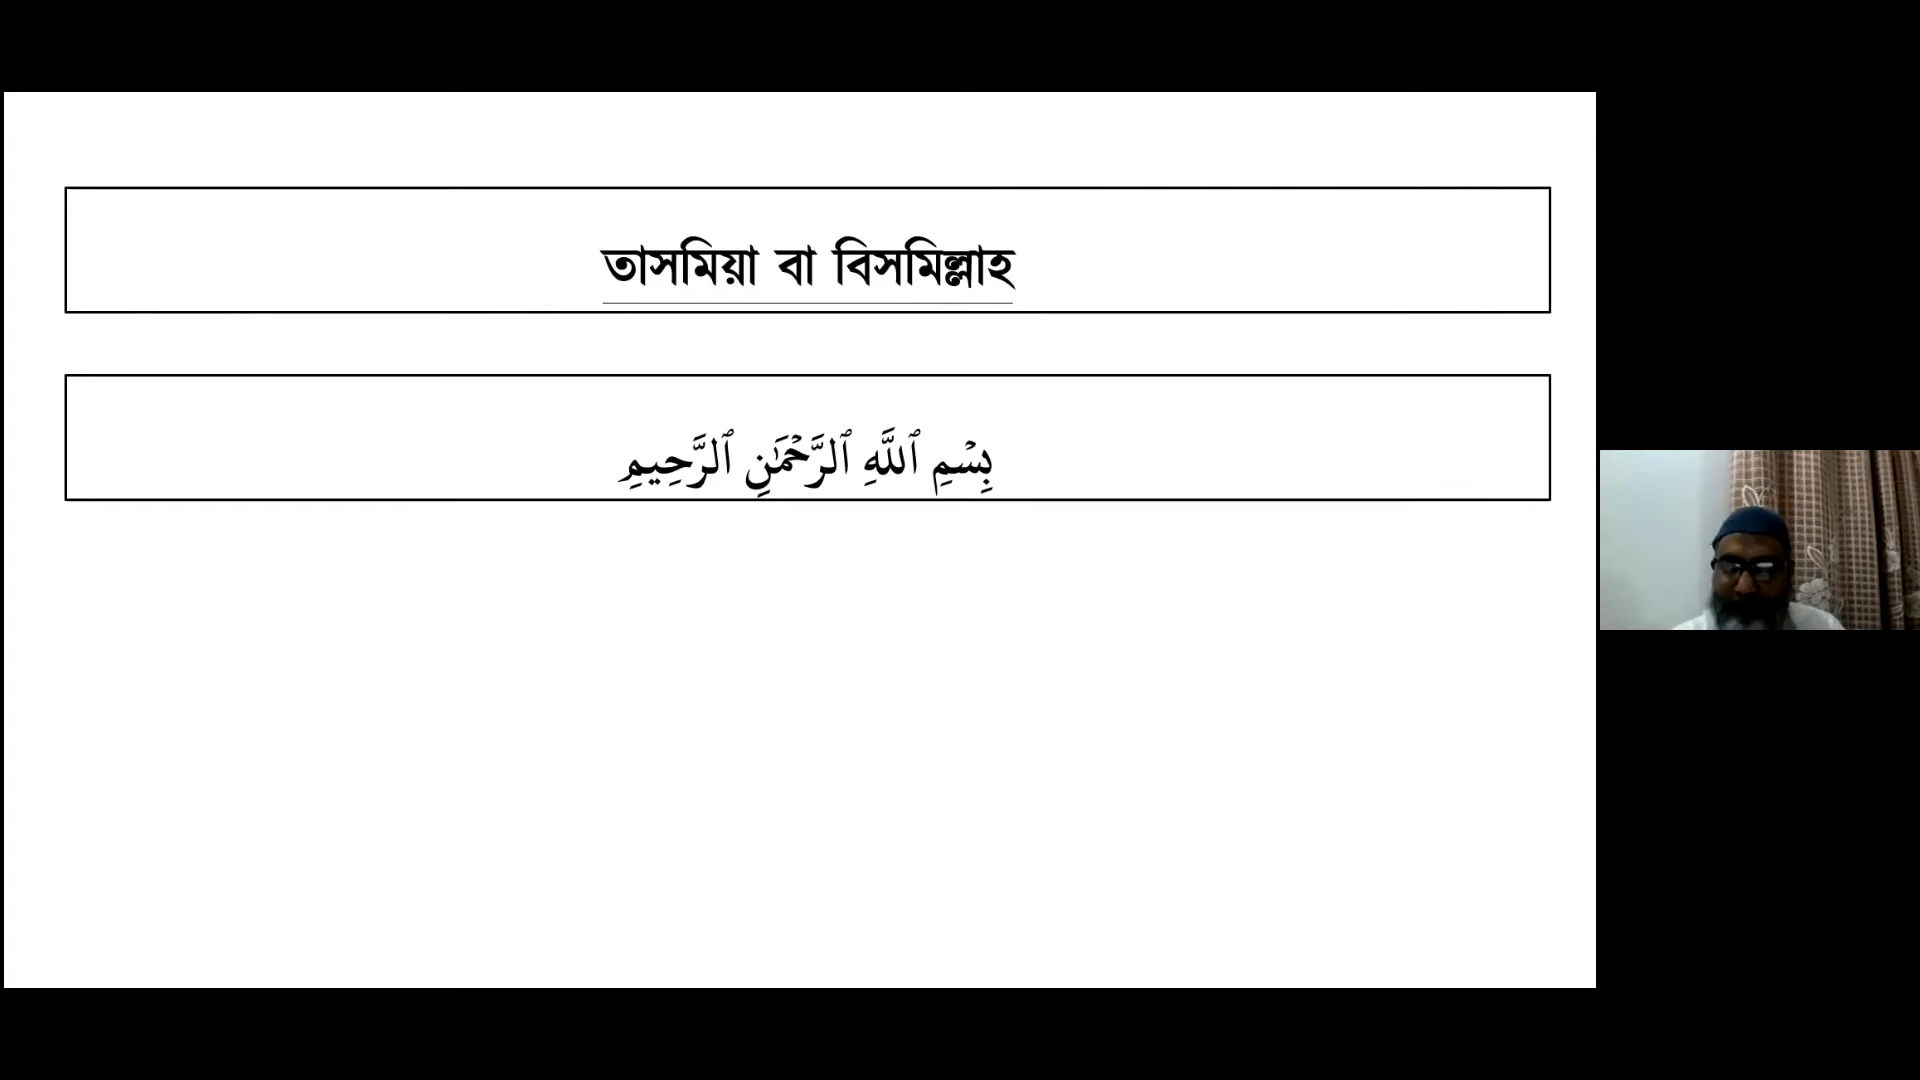 তাসমিয়া বা বিসমিল্লাহ
بِسۡمِ ٱللَّهِ ٱلرَّحۡمَٰنِ ٱلرَّحِيمِ